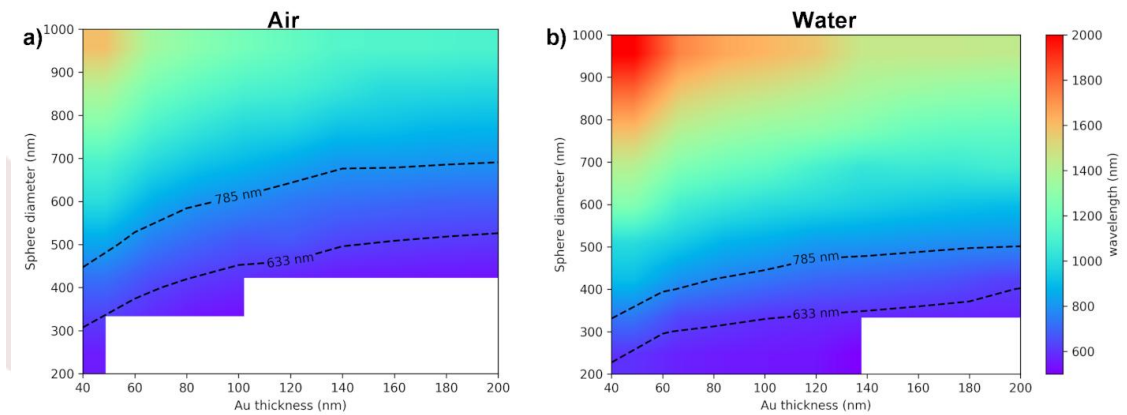 Air
a)
1000
900
800
700
600
500
400
300
200
Sphere diameter (nm)
785 nm
633 nm
40 60 80 100 120 140 160 180 200
Au thickness (nm)
Water
b)
1000
900
800
700
600
500
400
300
200
Sphere diameter (nm)
785 nm
633 nm
40 60 80 100 120 140 160 180 200
Au thickness (nm)
2000
1800
1600
1400
1200
1000
800
600
wavelength (nm)